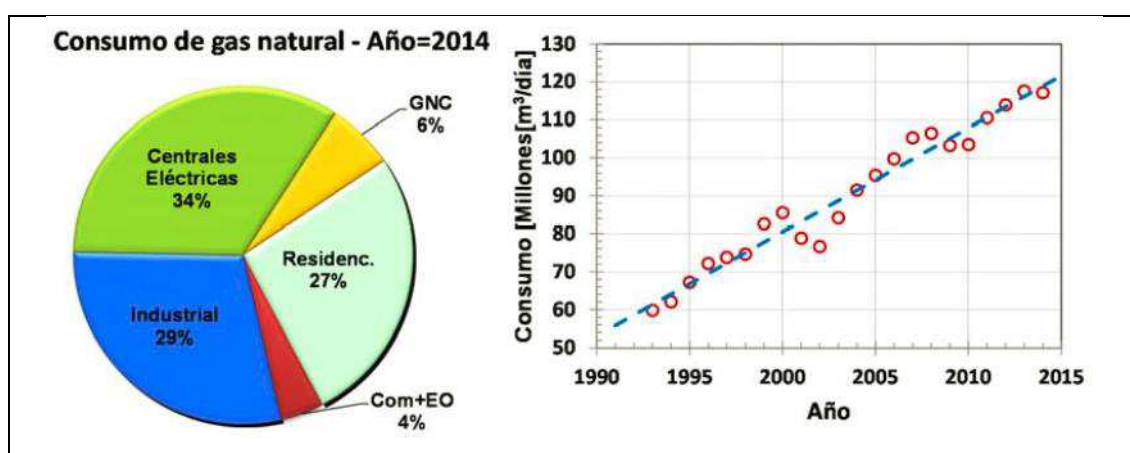 Consumo de gas natural - Año=2014
GNC
6%
Centrales
Eléctricas
34%
Residenc.
27%
Industrial
29%
Com+EO
4%
Consumo [Millones[m³/día]
130
120
110
100
90
80
70
60
50
1990
1995
2000
2005
2010
2015
Año